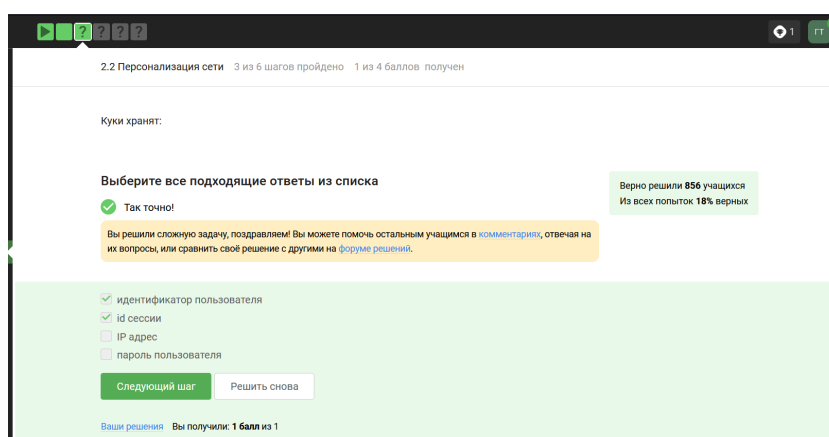 ? ? ? ?
1
ГТ
2.2 Персонализация сети 3 из 6 шагов пройдено 1 из 4 баллов получен
Куки хранят:
Выберите все подходящие ответы из списка
Верно решили 856 учащихся
Из всех попыток 18% верных
Так точно!
Вы решили сложную задачу, поздравляем! Вы можете помочь остальным учащимся в комментариях, отвечая на
их вопросы, или сравнить своё решение с другими на форуме решений.
идентификатор пользователя
id сессии
IP адрес
пароль пользователя
Следующий шаг Решить снова
Ваши решения Вы получили: 1 балл из 1